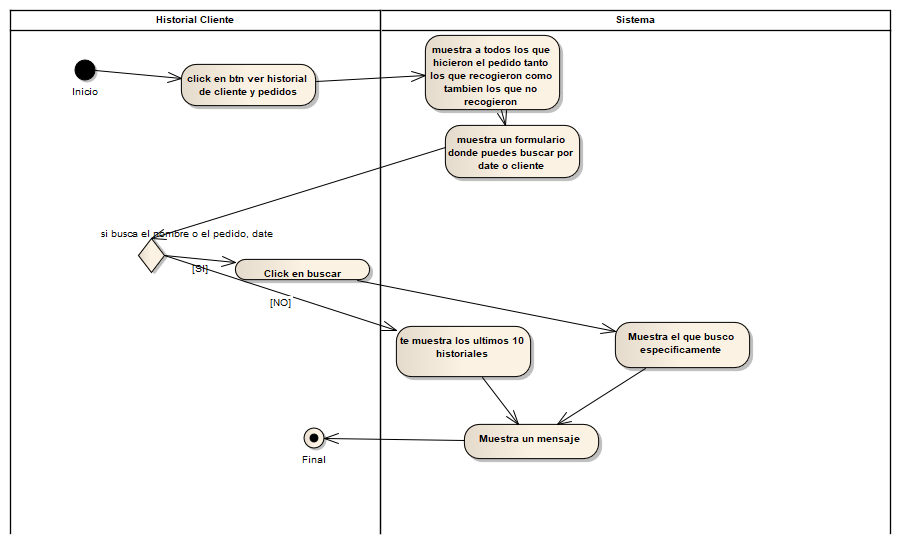 Historial Cliente
Sistema
Inicio
click en btn ver historial
de cliente y pedidos
muestra a todos los que
hicieron el pedido tanto
los que recogieron como
tambien los que no
recogieron
muestra un formulario
donde puedes buscar por
date o cliente
si busca el nombre o el pedido, date
[SI]
Click en buscar
[NO]
te muestra los ultimos 10
historiales
Muestra el que busco
especificamente
Muestra un mensaje
Final